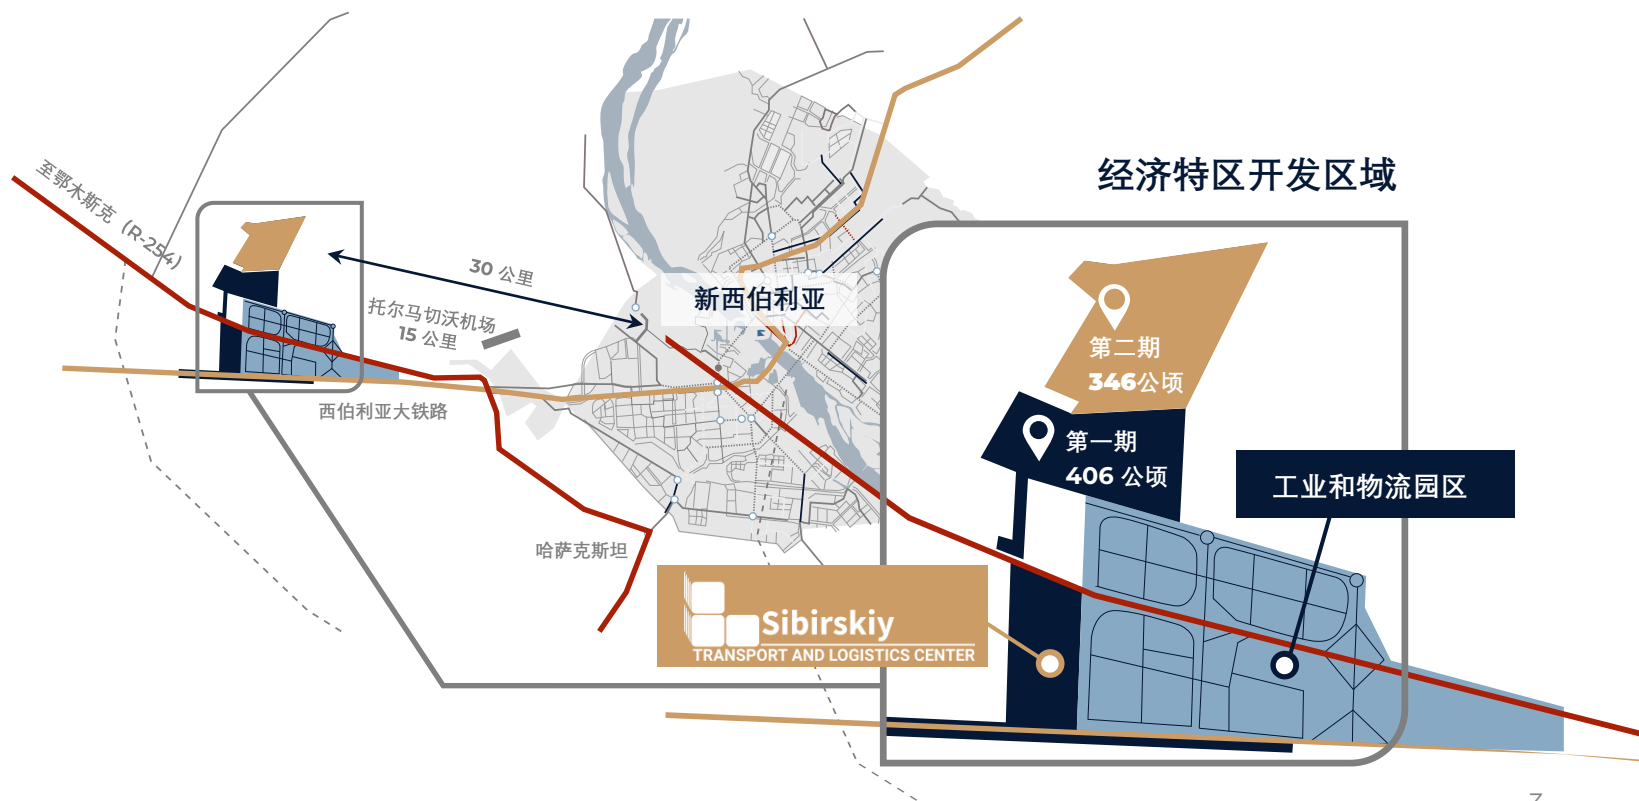 经济特区开发区域
至鄂木斯克（R-254）
30 公里
托尔马切沃机场
15 公里
新西伯利亚
西伯利亚大铁路
哈萨克斯坦
第二期
346公顷
第一期
406 公顷
工业和物流园区
Sibirskiy
TRANSPORT AND LOGISTICS CENTER